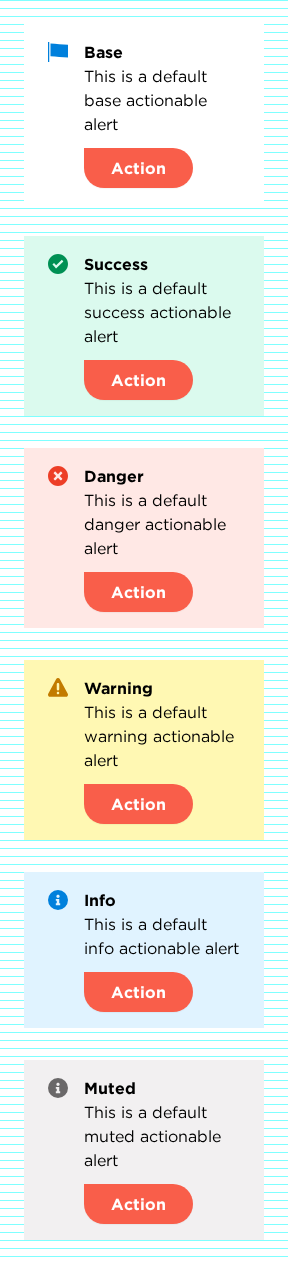 Base
This is a default
base actionable
alert
Action
Success
This is a default
success actionable
alert
Action
Danger
This is a default
danger actionable
alert
Action
Warning
This is a default
warning actionable
alert
Action
Info
This is a default
info actionable alert
Action
Muted
This is a default
muted actionable
alert
Action